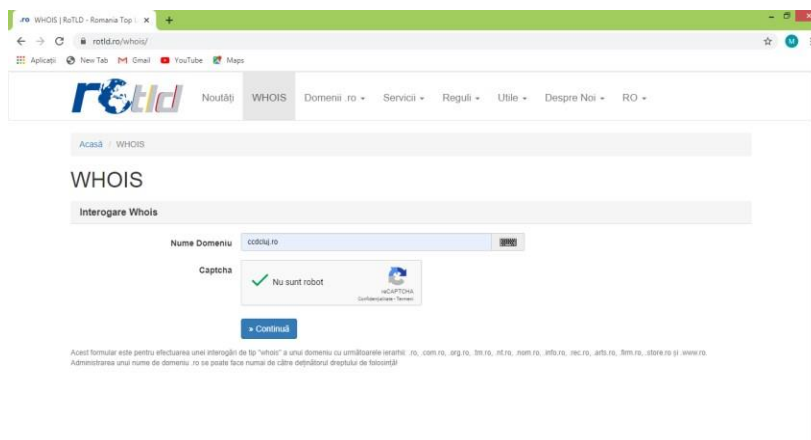 WHOIS | RoTLD - Romania Top
rotld.ro/whois/
M
Aplicații New Tab Gmail YouTube Maps
rotld Noutăți WHOIS Domenii .ro Servicii Reguli Utile Despre Noi RO
Acasă / WHOIS
WHOIS
Interogare Whois
Nume Domeniu ccdcluj.ro
Captcha
Nu sunt robot
reCAPTCHA
Confidențialitate - Termeni
» Continuă
Acest formular este pentru efectuarea unei interogări de tip "whois" a unui domeniu cu următoarele ierarhii: .ro, .com.ro, .org.ro, .tm.ro, .nt.ro, .nom.ro, .info.ro, .rec.ro, .arts.ro, .firm.ro, .store.ro și .www.ro.
Administrarea unui nume de domeniu .ro se poate face numai de către deținătorul dreptului de folosință!